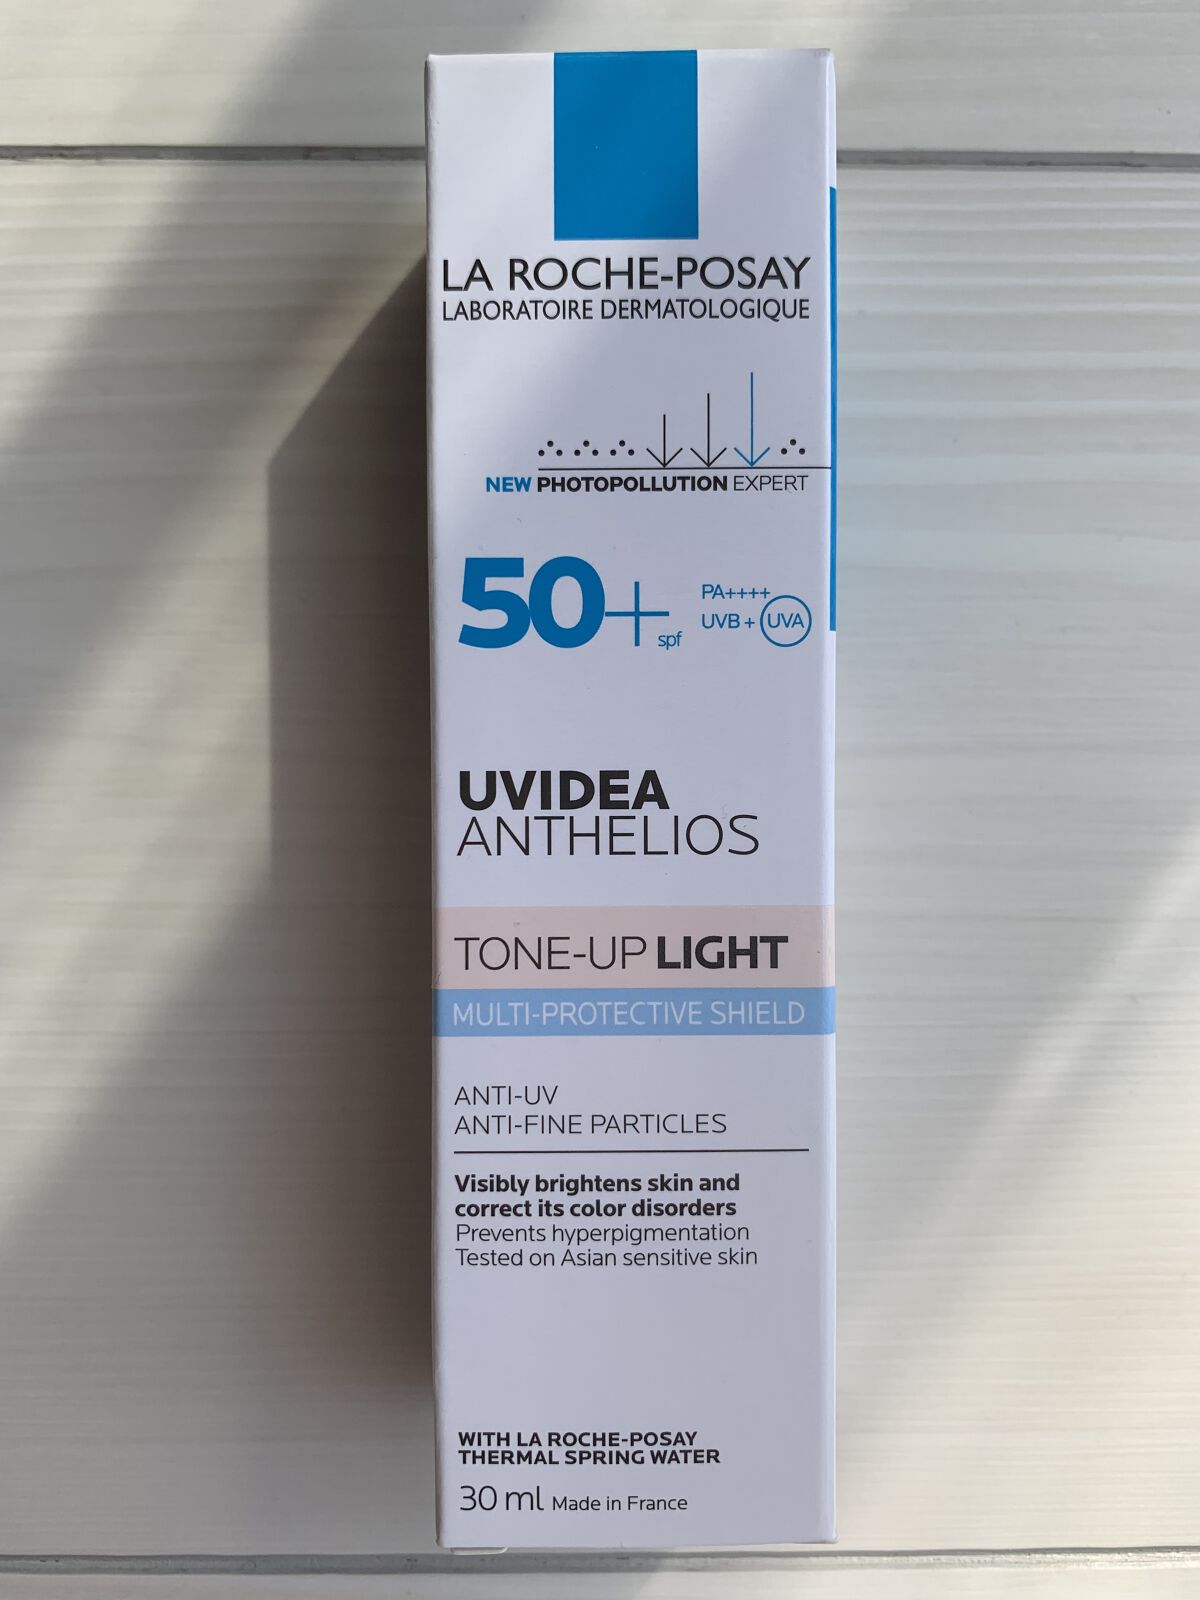 LA ROCHE-POSAY
LABORATOIRE DERMATOLOGIQUE
NEW PHOTOPOLLUTION EXPERT
50+ spf
PA++++
UVB + UVA
UVIDEA
ANTHELIOS
TONE-UP LIGHT
MULTI-PROTECTIVE SHIELD
ANTI-UV
ANTI-FINE PARTICLES
Visibly brightens skin and
correct its color disorders
Prevents hyperpigmentation
Tested on Asian sensitive skin
WITH LA ROCHE-POSAY
THERMAL SPRING WATER
30 ml Made in France